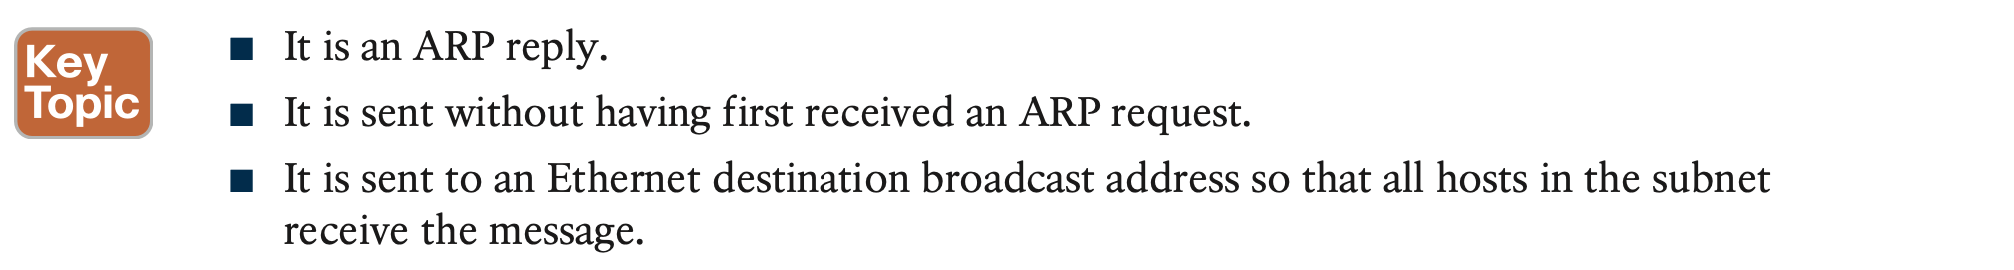 Key
Topic
■ It is an ARP reply.
■ It is sent without having first received an ARP request.
■ It is sent to an Ethernet destination broadcast address so that all hosts in the subnet
receive the message.